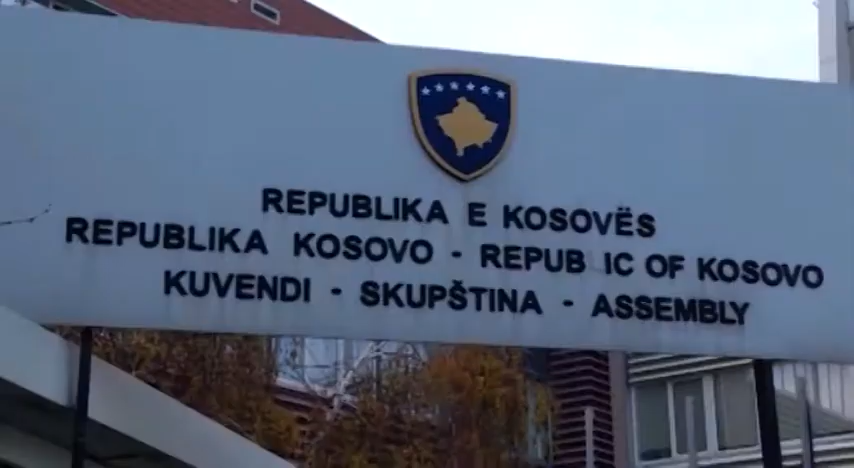 REPUBLIKA E KOSOVËS
REPUBLIKA KOSOVO - REPUB IC OF KOSOVO
KUVENDI - SKUPŠTINA - ASSEMBLY